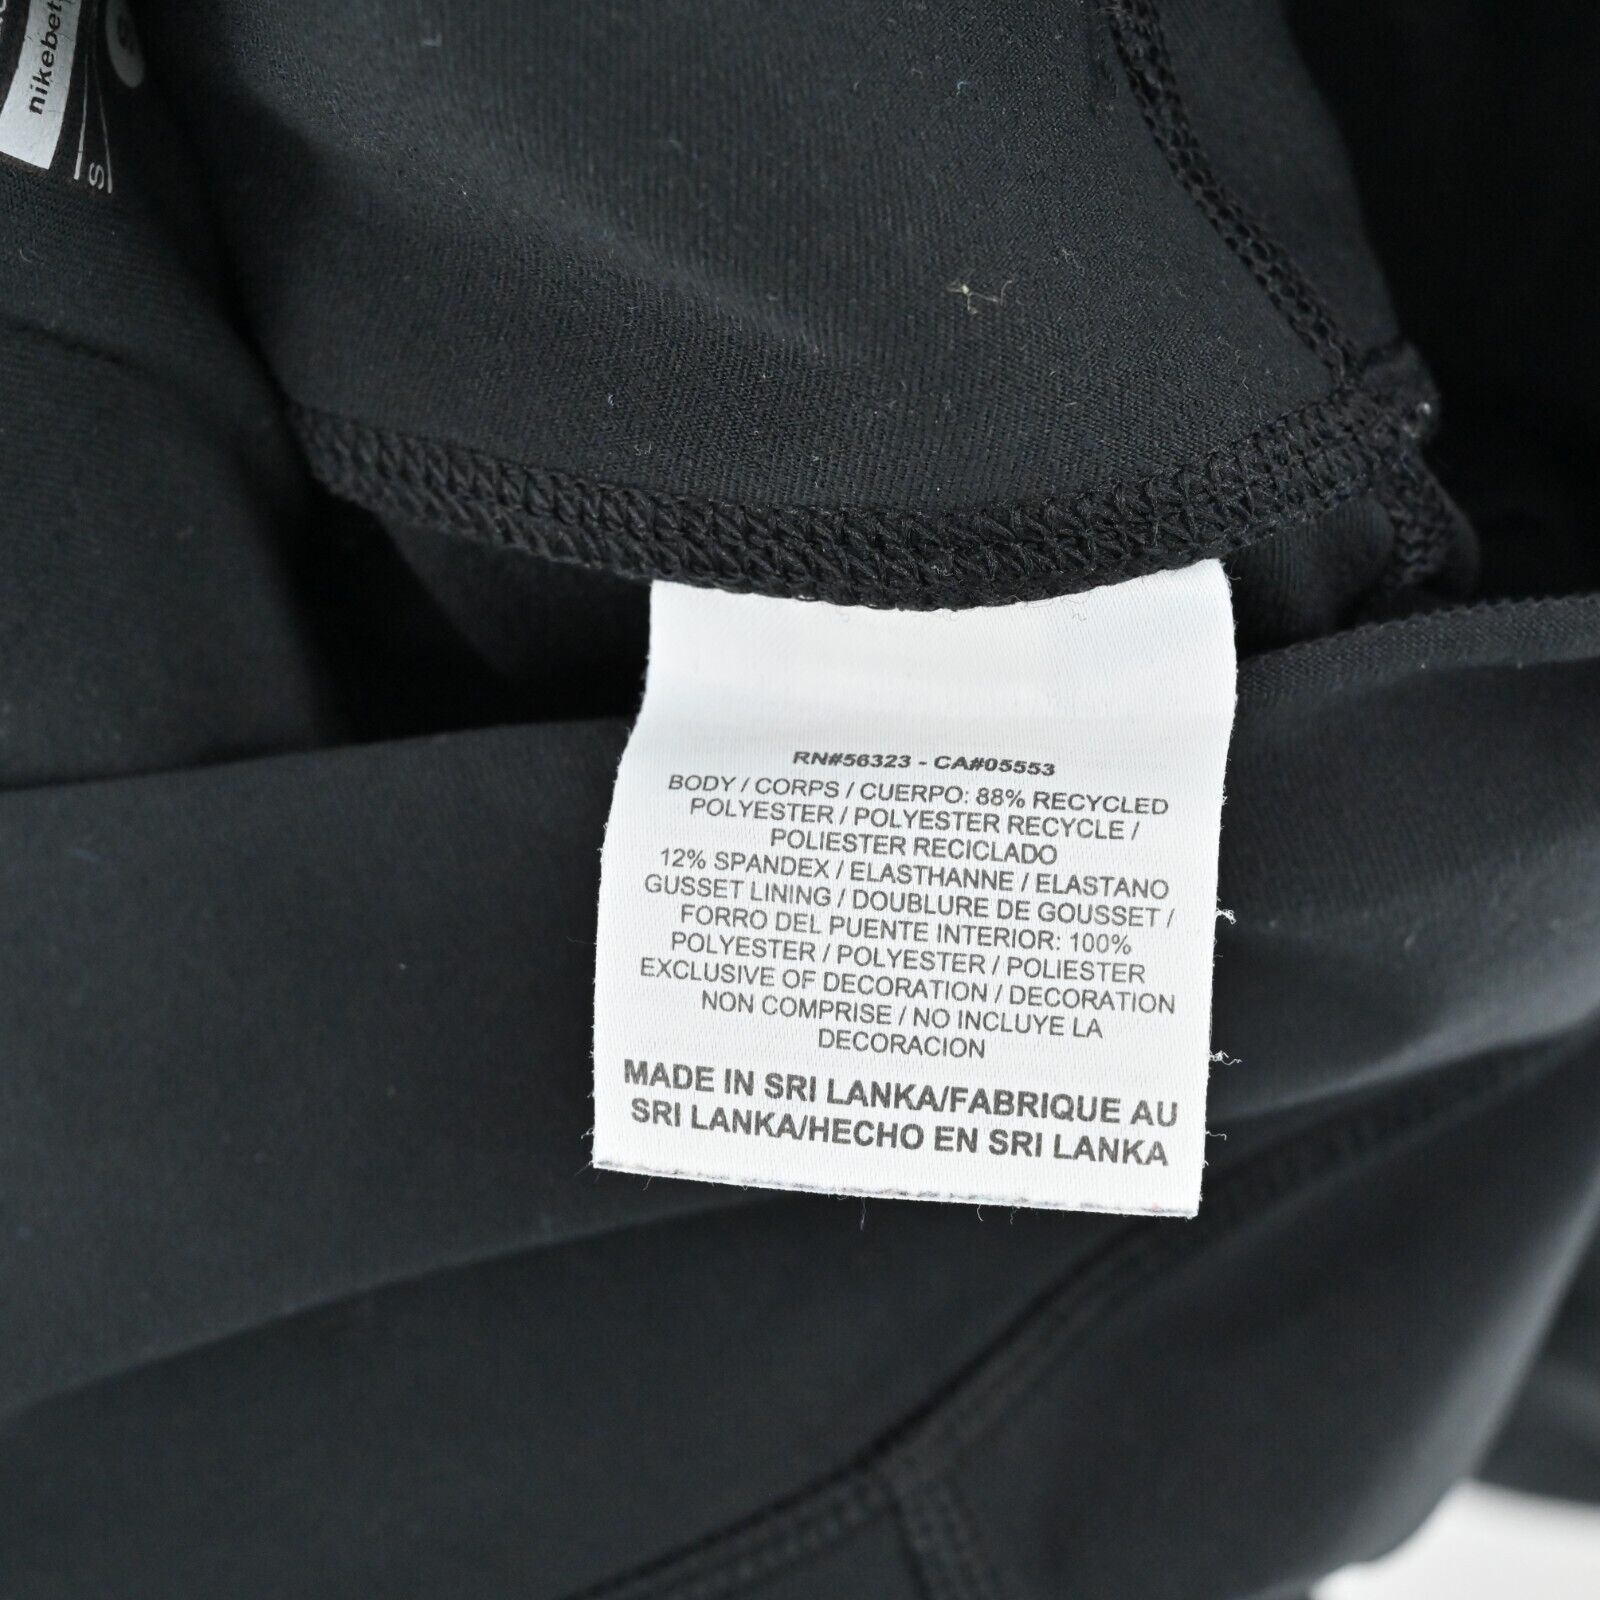 nikebet
S
RN#56323 - CA#05553
BODY / CORPS / CUERPO: 88% RECYCLED
POLYESTER / POLYESTER RECYCLE /
POLIESTER RECICLADO
12% SPANDEX / ELASTHANNE / ELASTANO
GUSSET LINING / DOUBLURE DE GOUSSET /
FORRO DEL PUENTE INTERIOR: 100%
POLYESTER / POLYESTER / POLIESTER
EXCLUSIVE OF DECORATION / DECORATION
NON COMPRISE / NO INCLUYE LA
DECORACION
MADE IN SRI LANKA/FABRIQUE AU
SRI LANKA/HECHO EN SRI LANKA